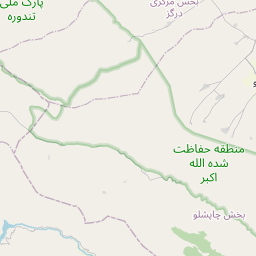 پارک ملی
تندوره
بخش مرکزی
درگز
منطقه حفاظت
شده الله
اکبر
بخش چاپشلو